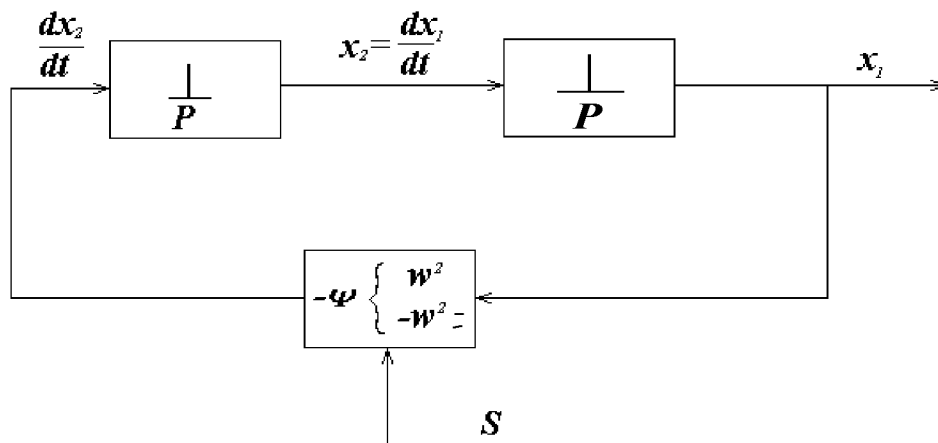 dx₂/dt
1/P
x₂ = dx₁/dt
1/P
x₁
-Ψ { w²
-w² =
S